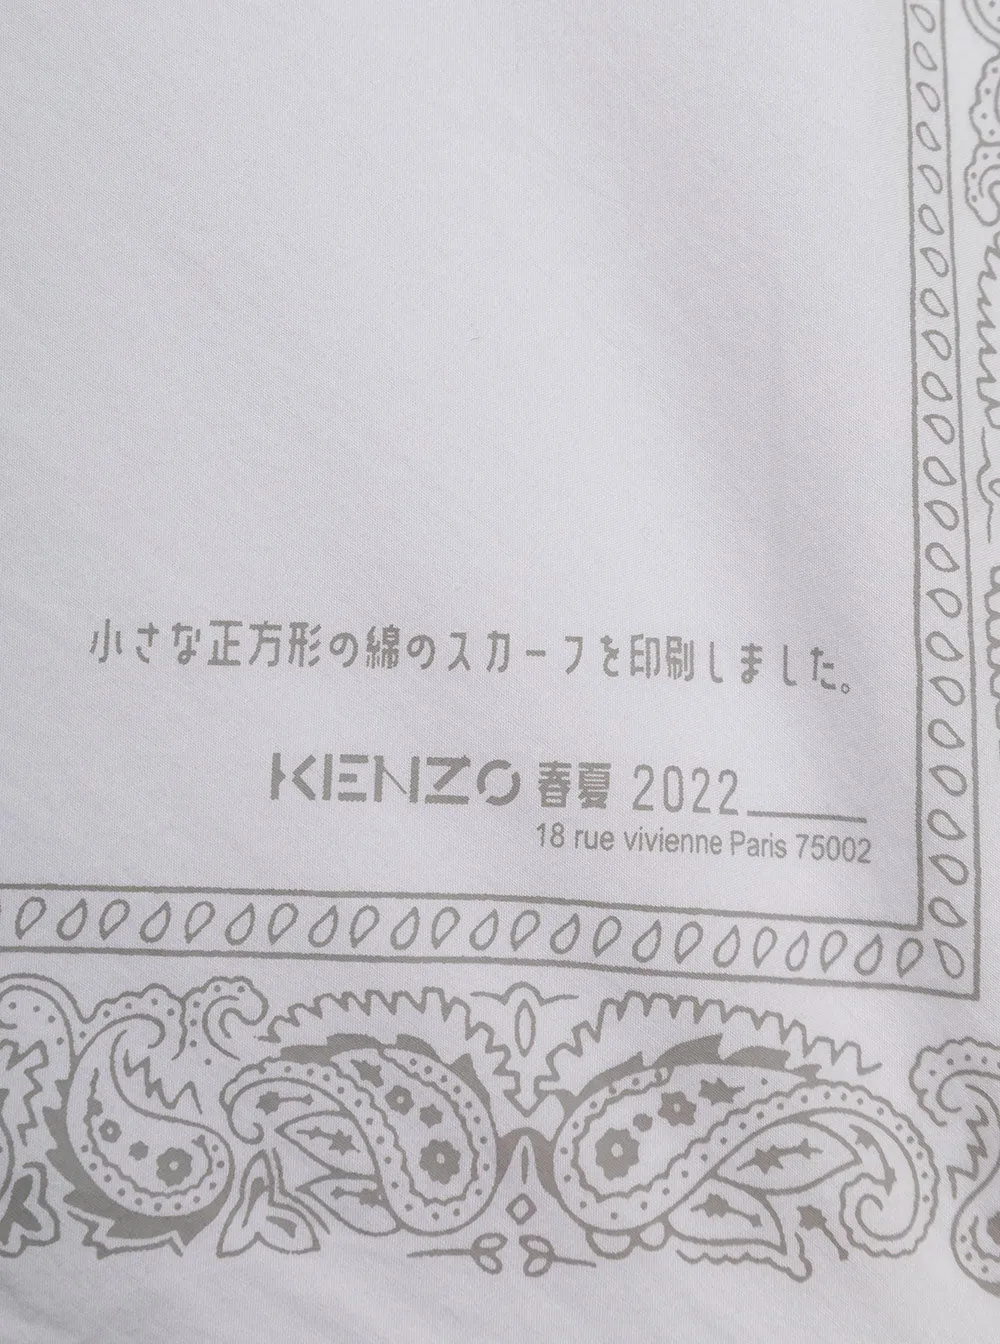 小さな正方形の綿のスカーフを印刷しました。
KENZO 春夏 2022
18 rue vivienne Paris 75002